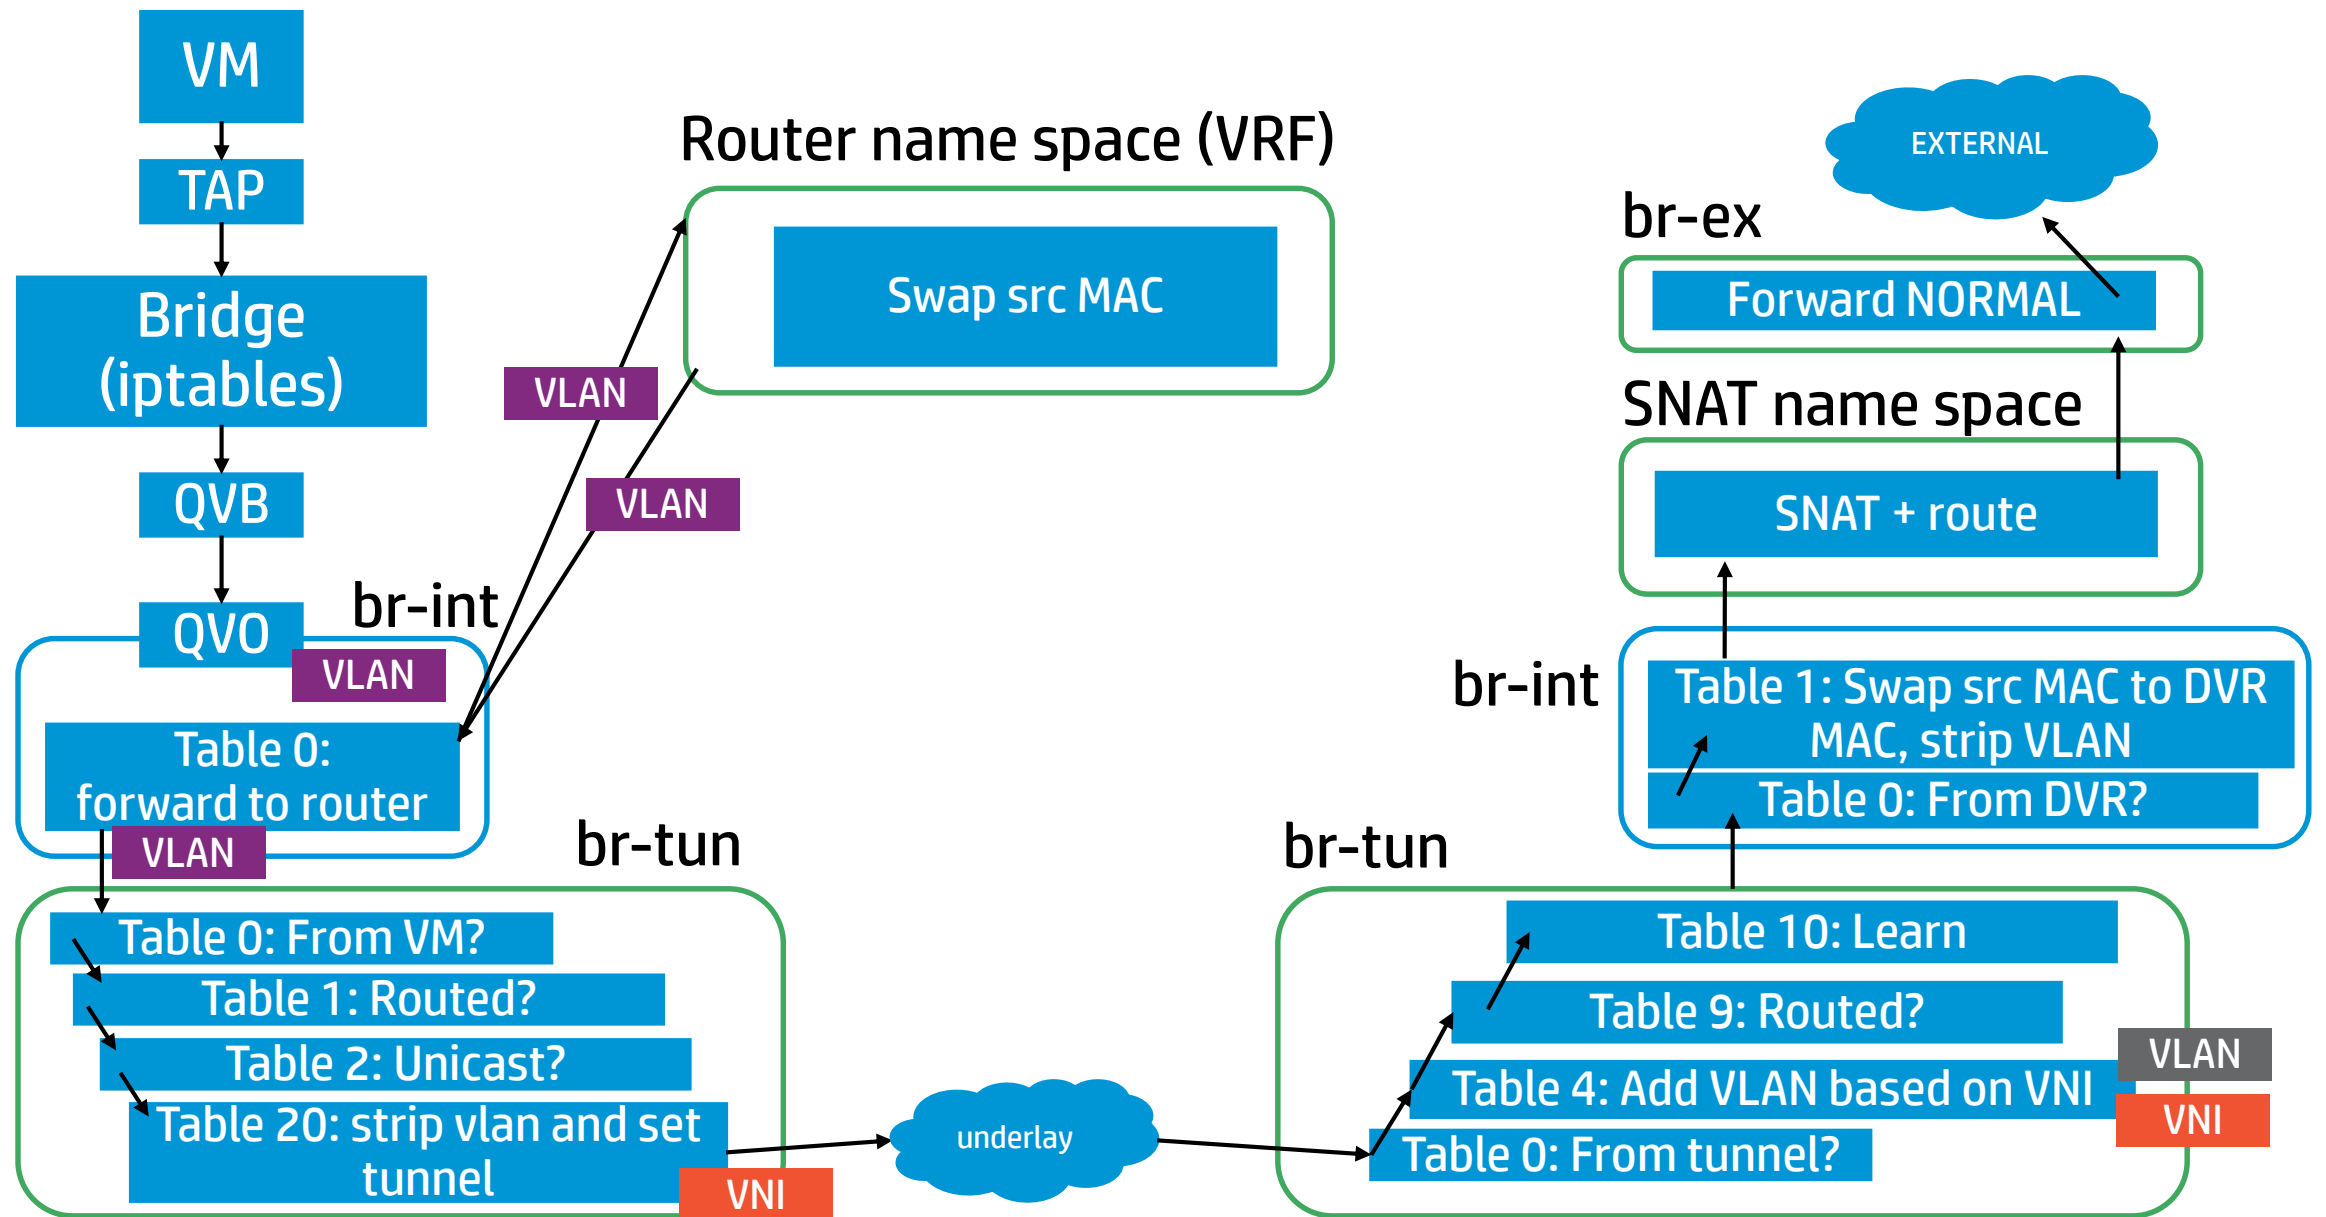 VM
TAP
Bridge
(iptables)
QVB
QVO
VLAN
br-int
Table 0:
forward to router
VLAN
VLAN
VLAN
Router name space (VRF)
Swap src MAC
br-tun
Table 0: From VM?
Table 1: Routed?
Table 2: Unicast?
Table 20: strip vlan and set
tunnel
VNI
underlay
br-tun
Table 10: Learn
Table 9: Routed?
VLAN
Table 4: Add VLAN based on VNI
VNI
Table 0: From tunnel?
br-int
Table 1: Swap src MAC to DVR
MAC, strip VLAN
Table 0: From DVR?
SNAT name space
SNAT + route
br-ex
Forward NORMAL
EXTERNAL